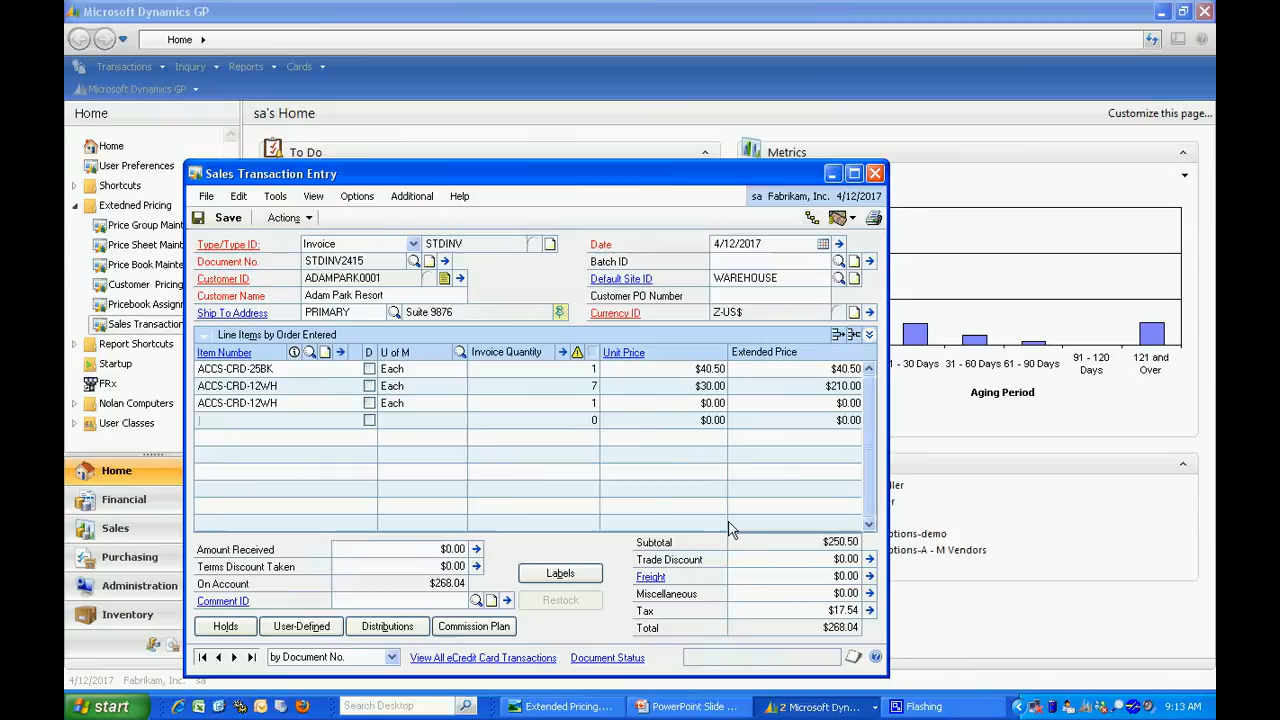 Microsoft Dynamics GP
Home
Transactions Inquiry Reports Cards
Microsoft Dynamics GP
Home
sa's Home
Customize this page...
Home
User Preferences
Shortcuts
Extedned Pricing
Price Group Maint
Price Sheet Maint
Price Book Mainte
Customer Pricing
Pricebook Assignm
Sales Transaction
Report Shortcuts
Startup
FRx
Nolan Computers
User Classes
Home
Financial
Sales
Purchasing
Administration
Inventory
To Do
Metrics
Sales Transaction Entry
File Edit Tools View Options Additional Help
sa Fabrikam, Inc. 4/12/2017
Save Actions
Type/Type ID: Invoice STDINV
Document No. STDINV2415
Customer ID ADAMPARK0001
Customer Name Adam Park Resort
Ship To Address PRIMARY Suite 9876
Date 4/12/2017
Batch ID
Default Site ID WAREHOUSE
Customer PO Number
Currency ID Z-US$
Line Items by Order Entered
Item Number D U of M Invoice Quantity Unit Price Extended Price
ACCS-CRD-25BK Each 1 $40.50 $40.50
ACCS-CRD-12WH Each 7 $30.00 $210.00
ACCS-CRD-12WH Each 1 $0.00 $0.00
0 $0.00 $0.00
Amount Received $0.00
Terms Discount Taken $0.00
On Account $268.04
Comment ID
Labels
Restock
Subtotal $250.50
Trade Discount $0.00
Freight $0.00
Miscellaneous $0.00
Tax $17.54
Total $268.04
Holds User-Defined Distributions Commission Plan
by Document No. View All eCredit Card Transactions Document Status
- 30 Days 31 - 60 Days 61 - 90 Days 91 - 120 Days 121 and Over
Aging Period
ptions-demo
ptions-A - M Vendors
4/12/2017 Fabrikam, Inc. sa
start
Search Desktop
Extended Pricing....
PowerPoint Slide ...
2 Microsoft Dyn...
Flashing
9:13 AM